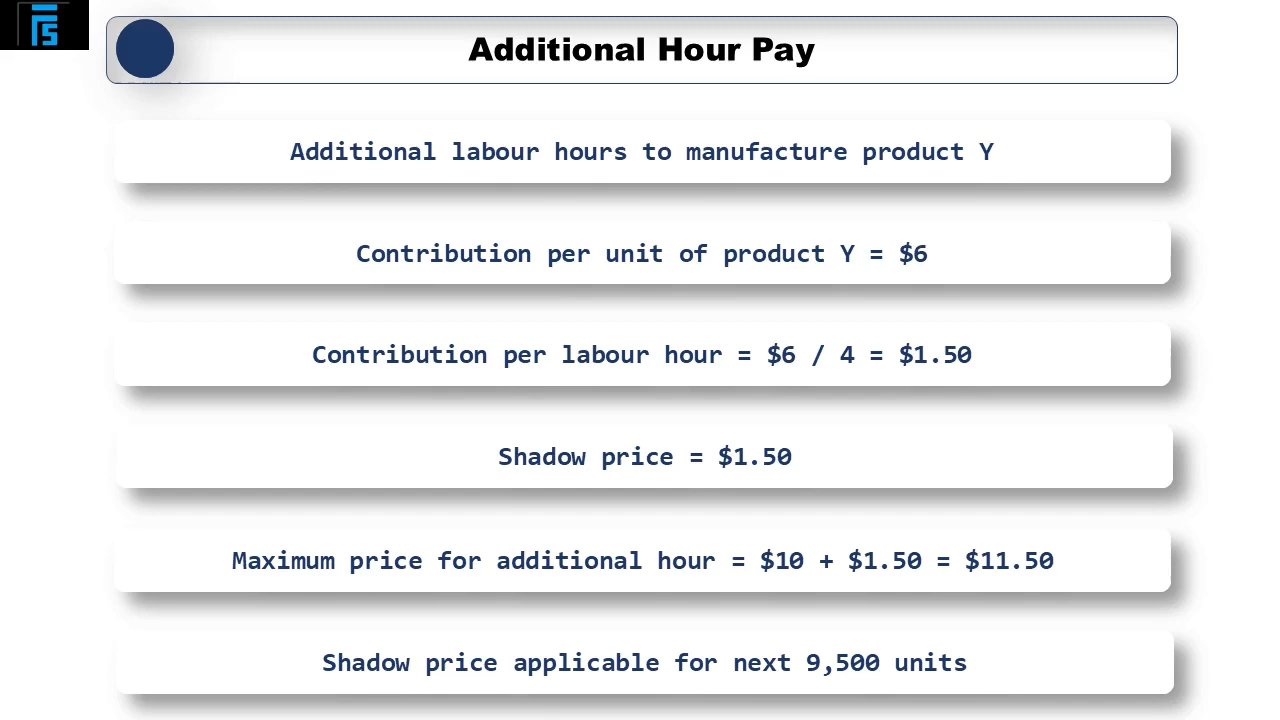 Additional Hour Pay
Additional labour hours to manufacture product Y
Contribution per unit of product Y = $6
Contribution per labour hour = $6 / 4 = $1.50
Shadow price = $1.50
Maximum price for additional hour = $10 + $1.50 = $11.50
Shadow price applicable for next 9,500 units